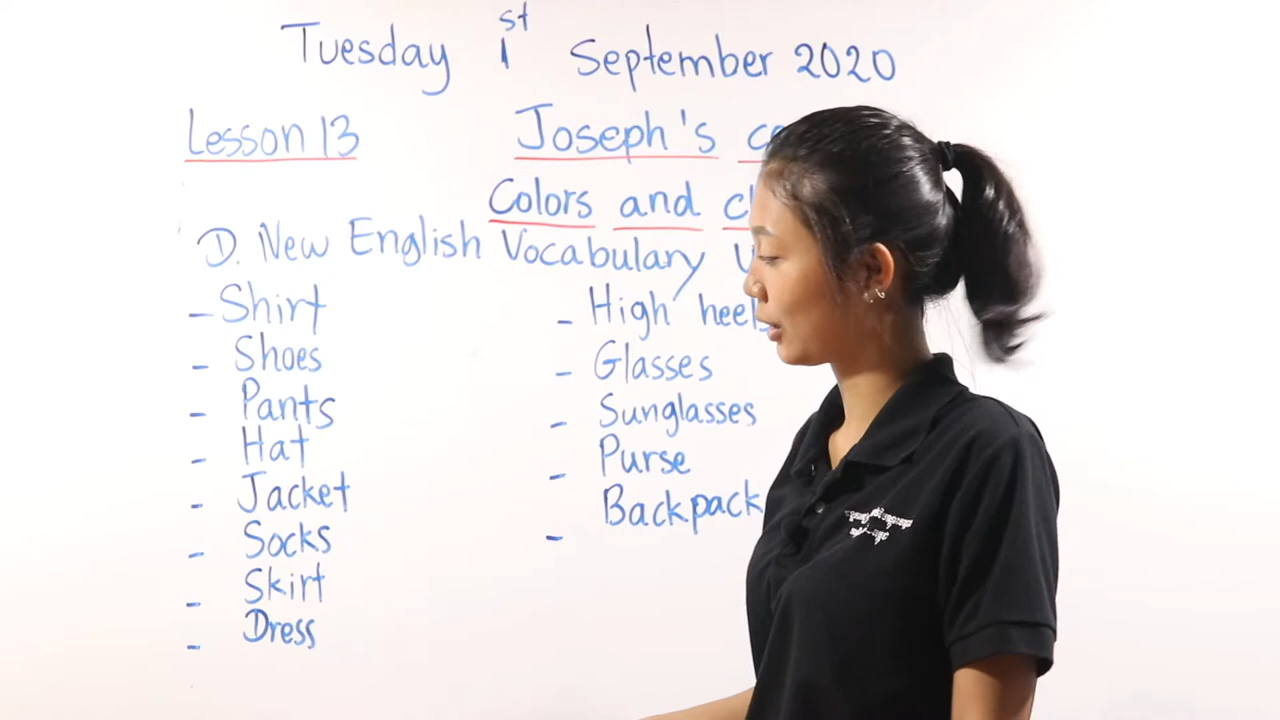 Tuesday 1st September 2020
Lesson 13
Joseph's
Colors and
D. New English Vocabulary
- Shirt
- Shoes
- Pants
- Hat
- Jacket
- Socks
- Skirt
- Dress
- High heel
- Glasses
- Sunglasses
- Purse
- Backpack